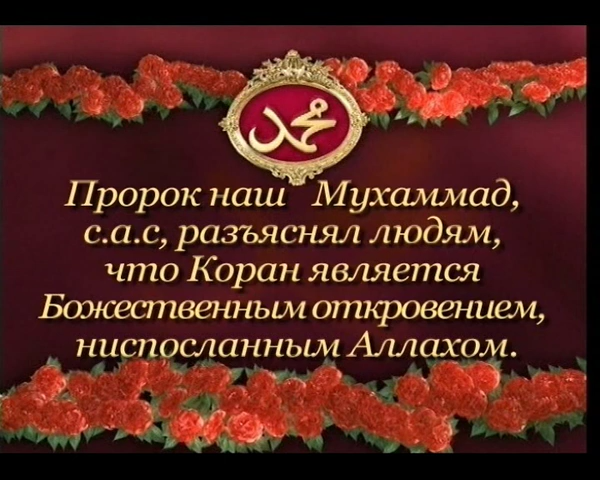 محمد
Пророк наш Мухаммад,
с.а.с, разъяснял людям,
что Коран является
Божественным откровением,
ниспосланным Аллахом.